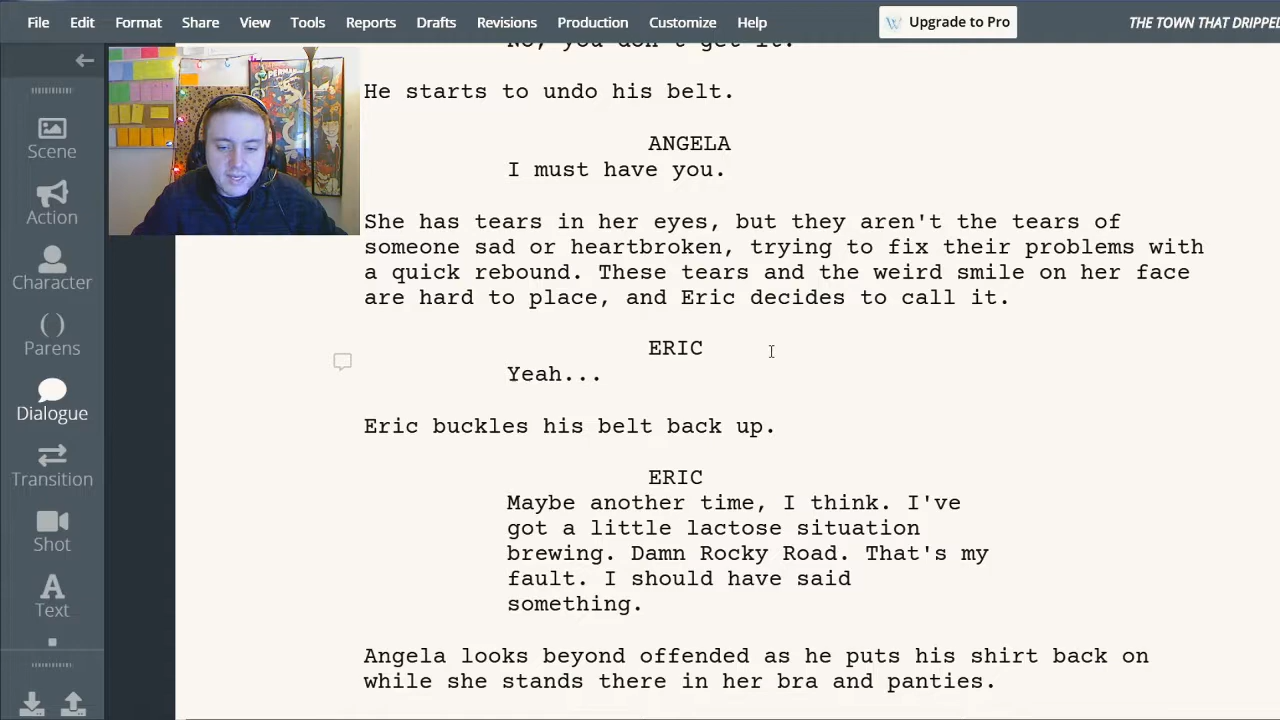 File Edit Format Share View Tools Reports Drafts Revisions Production Customize Help Upgrade to Pro THE TOWN THAT DRIPPED
No, you don't get it.
He starts to undo his belt.
ANGELA
I must have you.
She has tears in her eyes, but they aren't the tears of
someone sad or heartbroken, trying to fix their problems with
a quick rebound. These tears and the weird smile on her face
are hard to place, and Eric decides to call it.
ERIC
Yeah...
Eric buckles his belt back up.
ERIC
Maybe another time, I think. I've
got a little lactose situation
brewing. Damn Rocky Road. That's my
fault. I should have said
something.
Angela looks beyond offended as he puts his shirt back on
while she stands there in her bra and panties.
Scene
Action
Character
Parens
Dialogue
Transition
Shot
Text